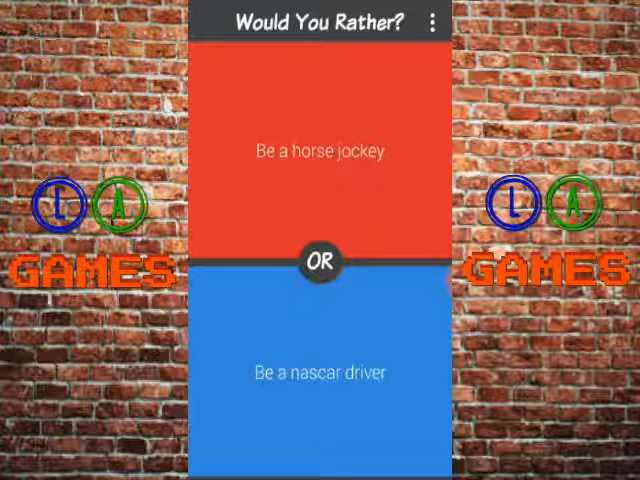 Would You Rather?
Be a horse jockey
L A
GAMES
L A
GAMES
OR
Be a nascar driver